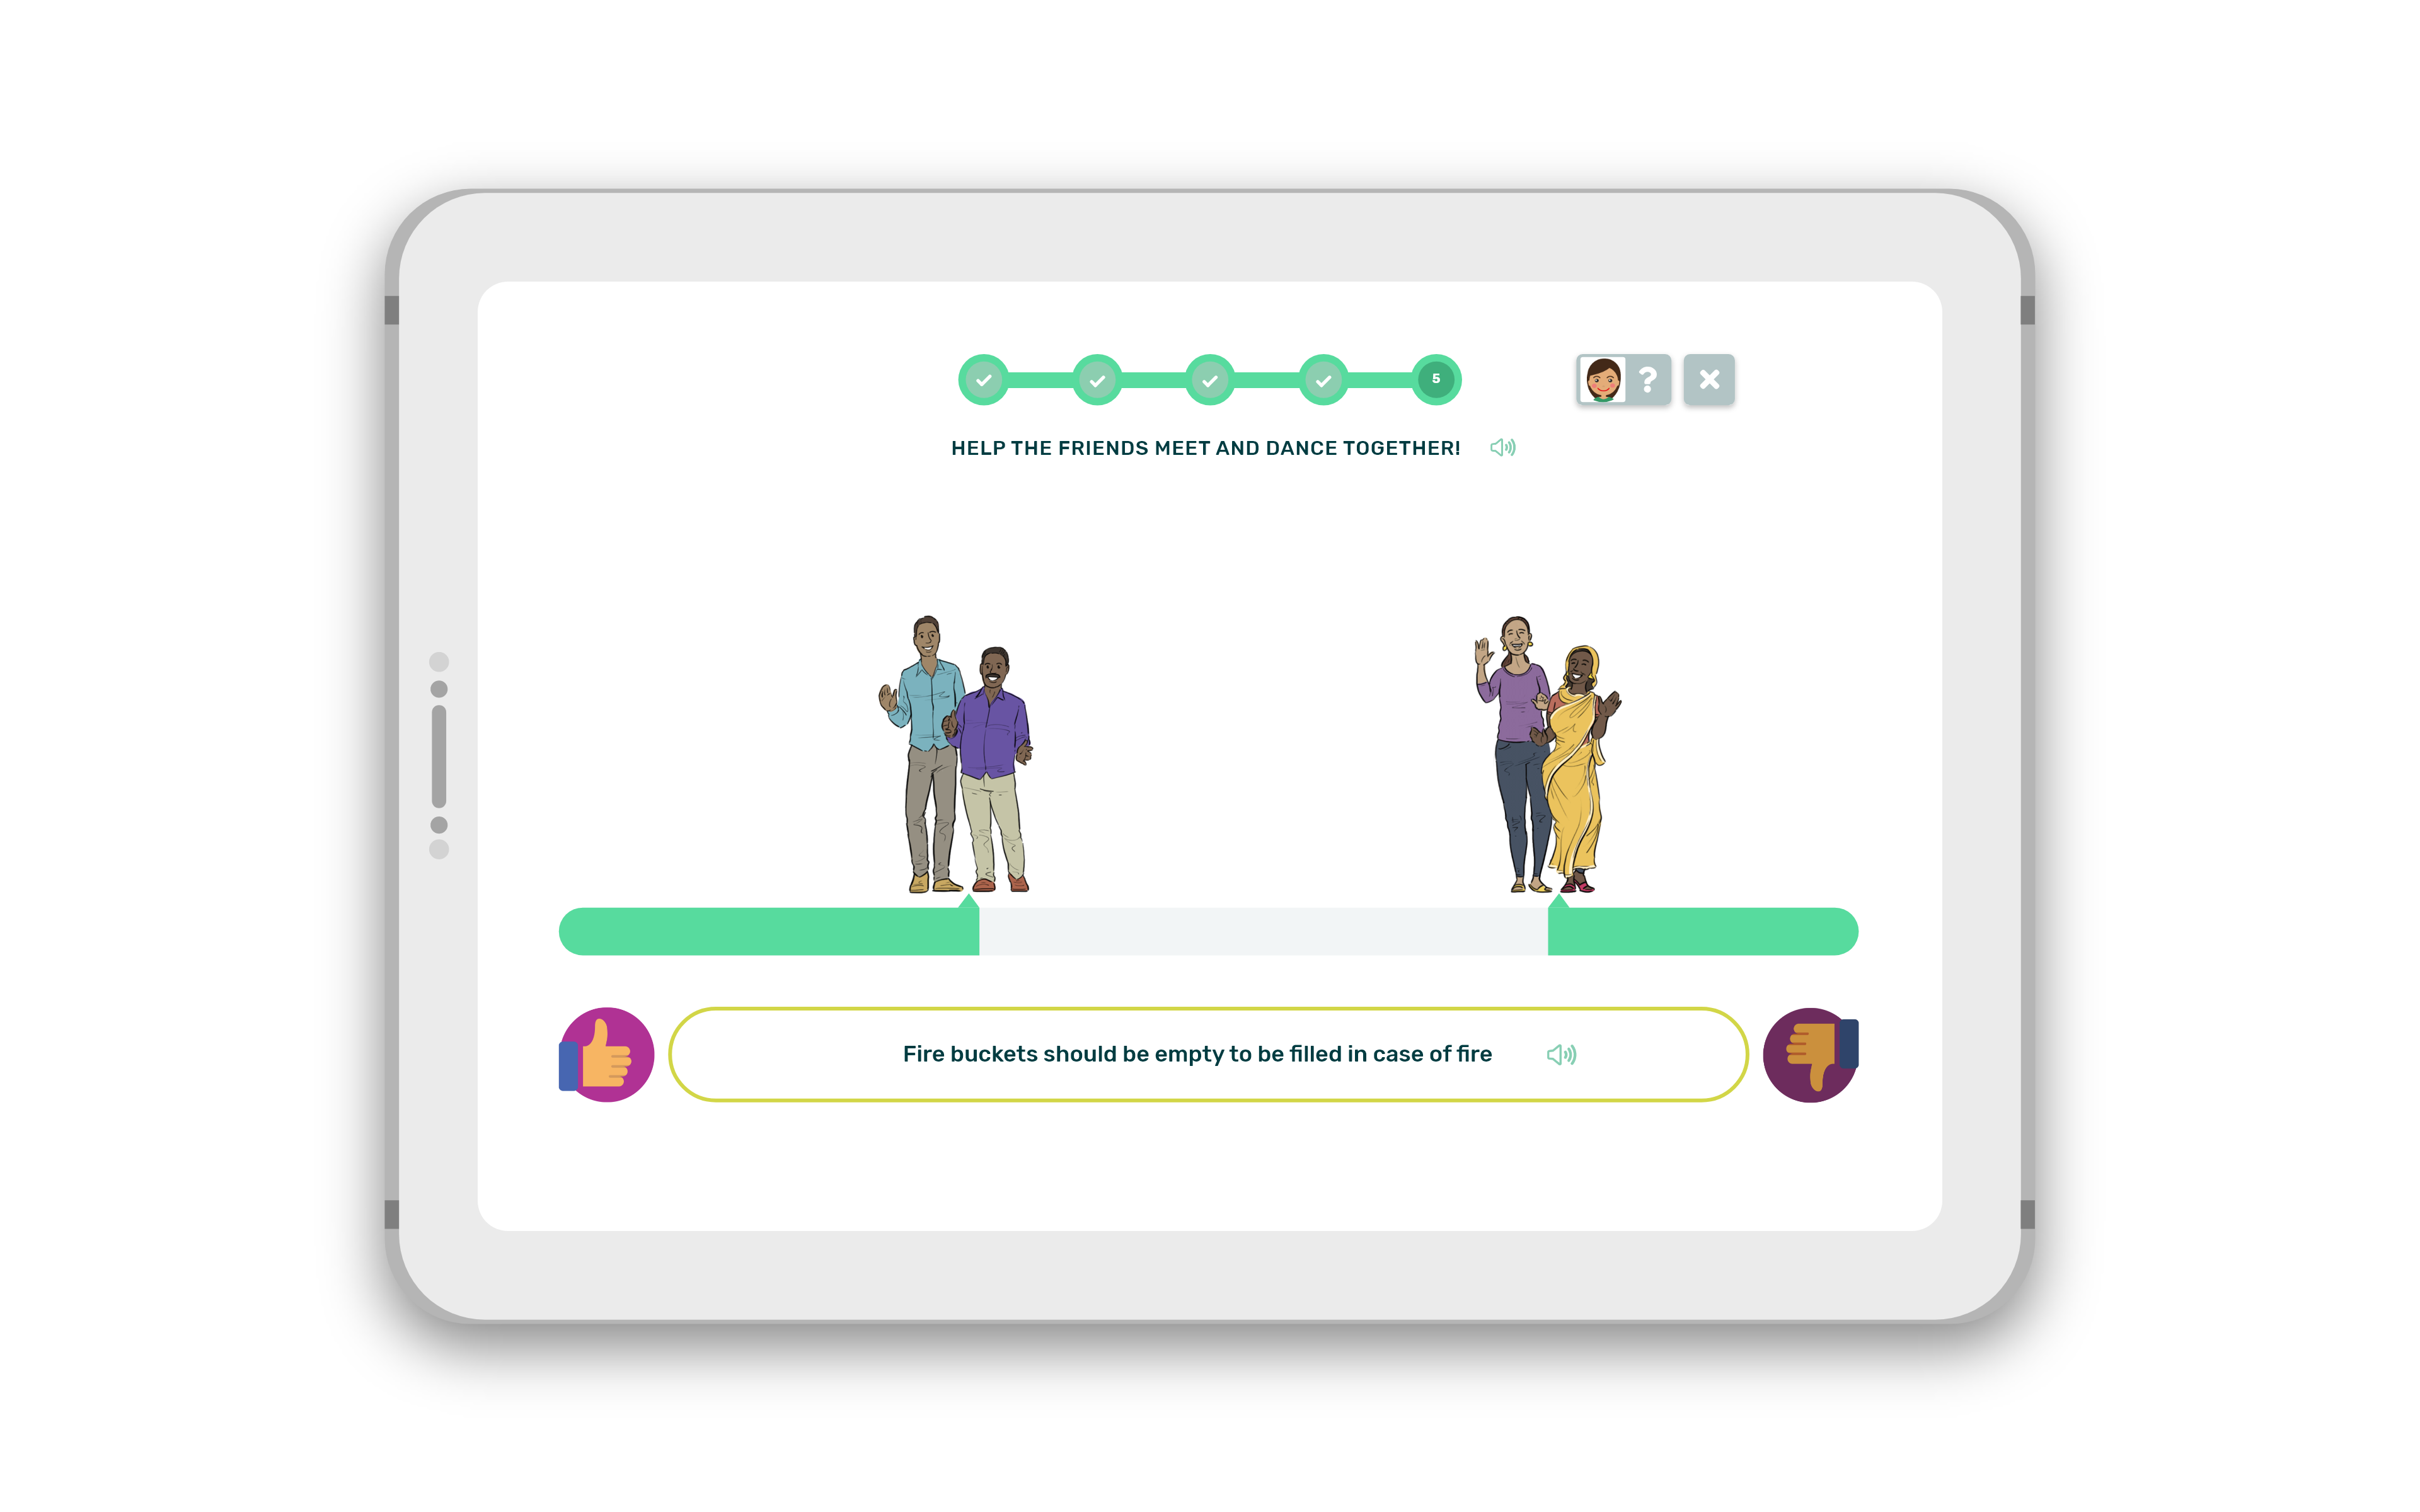 5
?
HELP THE FRIENDS MEET AND DANCE TOGETHER!
Fire buckets should be empty to be filled in case of fire